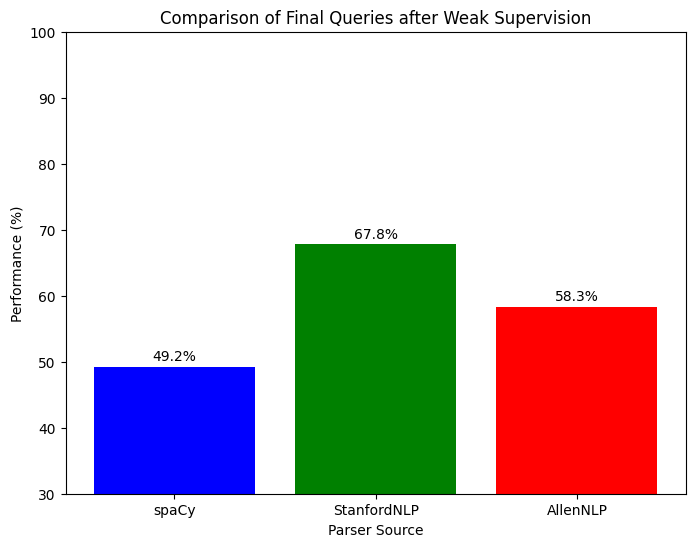 Comparison of Final Queries after Weak Supervision
100
90
80
70
60
50
40
30
Performance (%)
49.2%
67.8%
58.3%
spaCy
StanfordNLP
AllenNLP
Parser Source